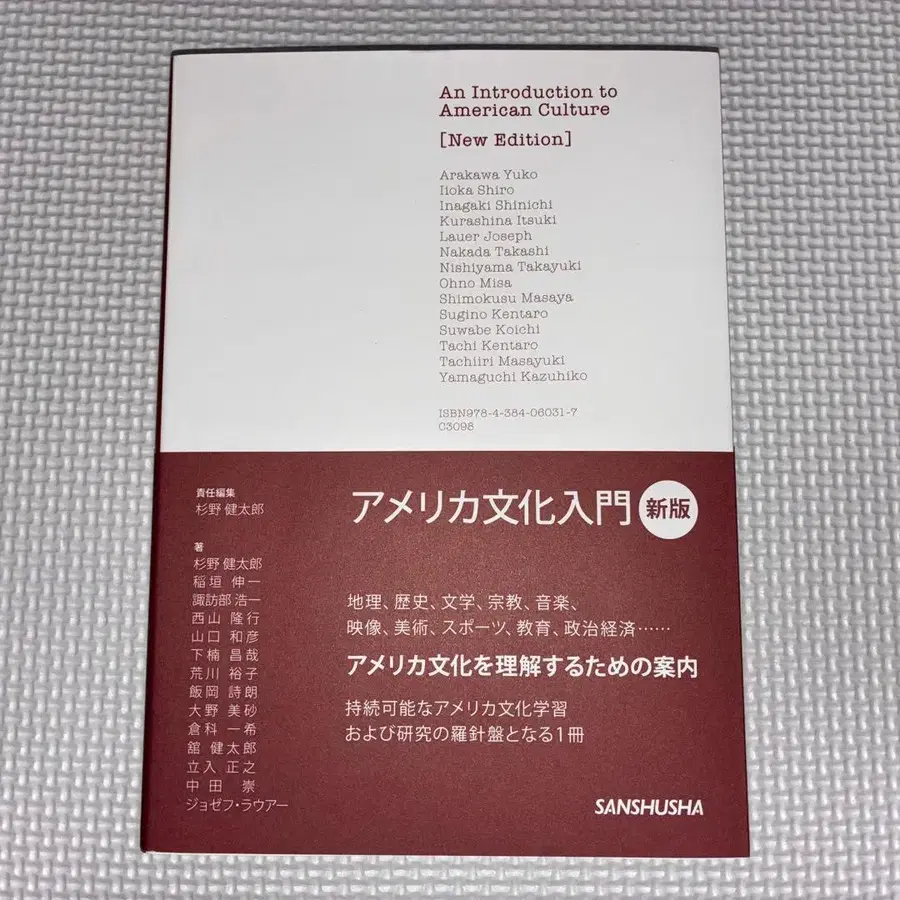 An Introduction to
American Culture
[New Edition]
Arakawa Yuko
Iioka Shiro
Inagaki Shinichi
Kurashina Itsuki
Lauer Joseph
Nakada Takashi
Nishiyama Takayuki
Ohno Misa
Shimokusu Masaya
Sugino Kentaro
Suwabe Koichi
Tachi Kentaro
Tachiiri Masayuki
Yamaguchi Kazuhiko
ISBN978-4-384-06031-7
C3098
アメリカ文化入門 新版
責任編集
杉野 健太郎
著
杉野 健太郎
稲垣 伸一
諏訪部 浩一
西山 隆行
山口 和彦
下楠 昌哉
荒川 裕子
飯岡 詩朗
大野 美砂
倉科 一希
舘 健太郎
立入 正之
中田 崇
ジョゼフ・ラウアー
地理、歴史、文学、宗教、音楽、
映像、美術、スポーツ、教育、政治経済……
アメリカ文化を理解するための案内
持続可能なアメリカ文化学習
および研究の羅針盤となる1冊
SANSHUSHA